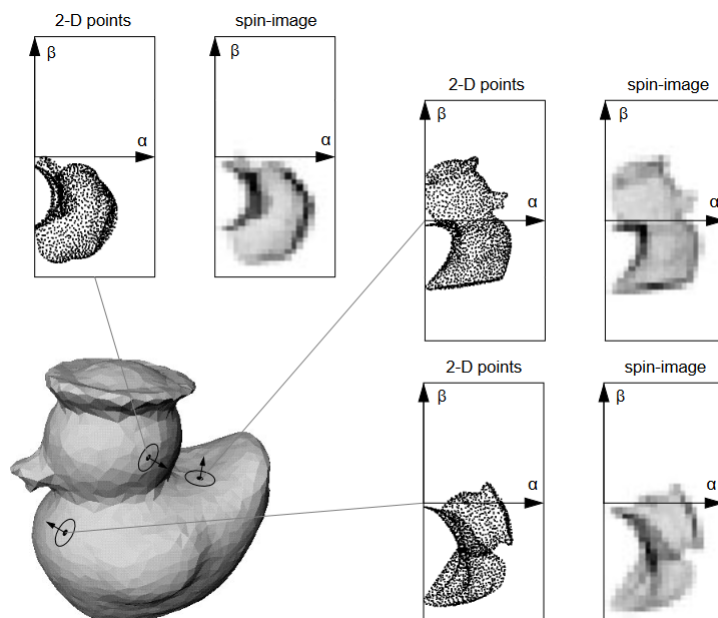 2-D points spin-image
β
α
2-D points spin-image
β
α α
2-D points spin-image
β
α α